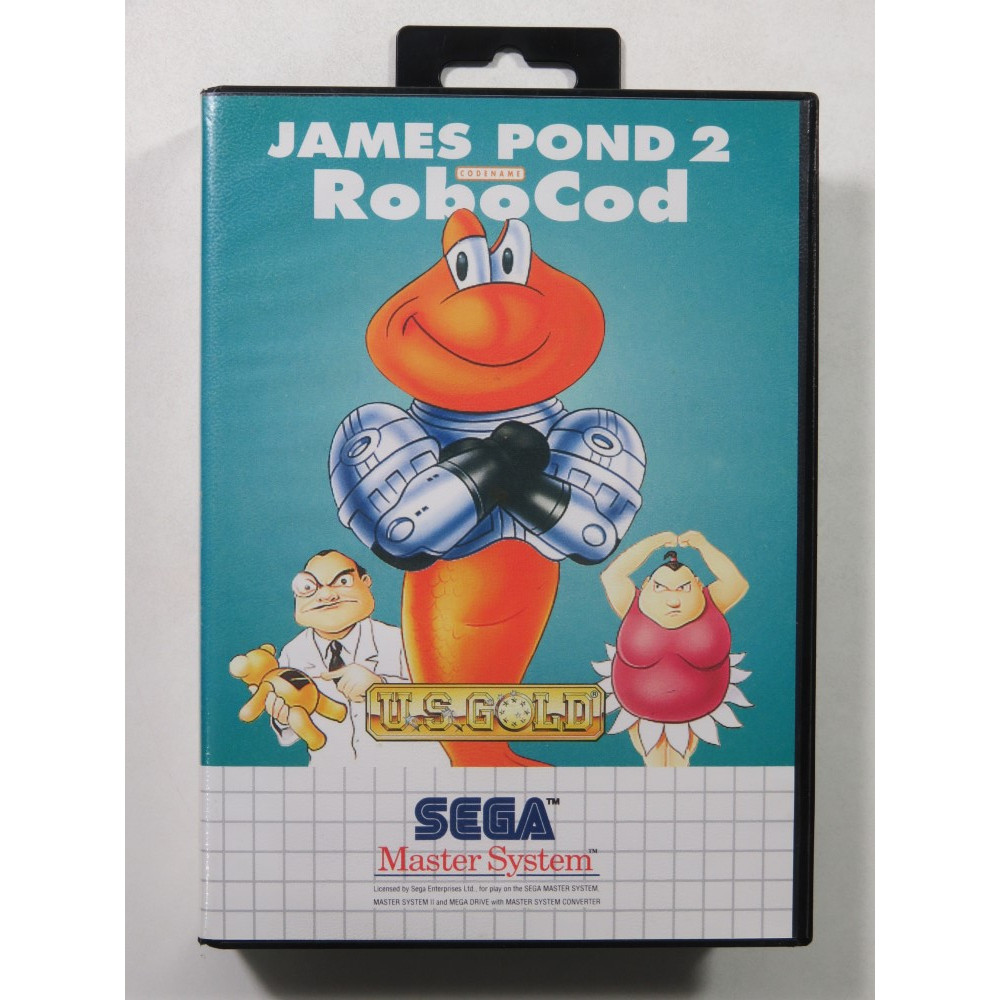 JAMES POND 2
CODENAME
RoboCod
U.S. GOLD®
SEGA™
Master System™
Licensed by Sega Enterprises Ltd., for play on the SEGA MASTER SYSTEM,
MASTER SYSTEM II and MEGA DRIVE with MASTER SYSTEM CONVERTER